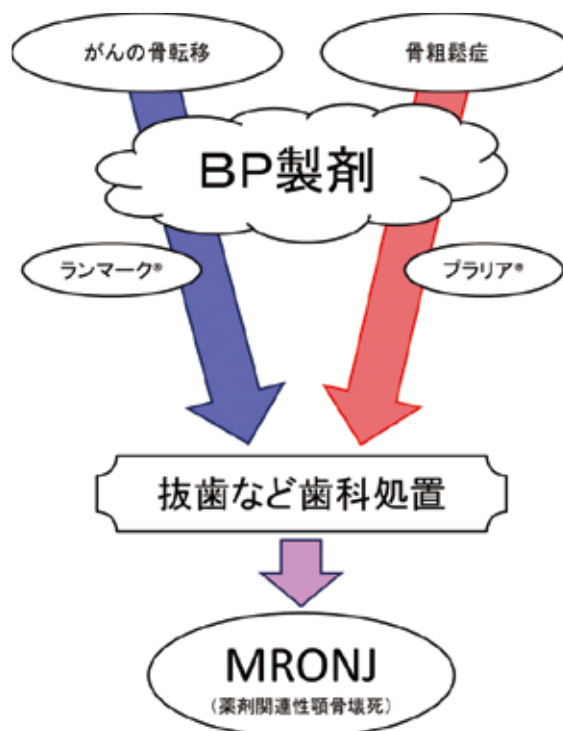 がんの骨転移
骨粗鬆症
BP製剤
ランマーク®
プラリア®
抜歯など歯科処置
MRONJ
(薬剤関連性顎骨壊死)